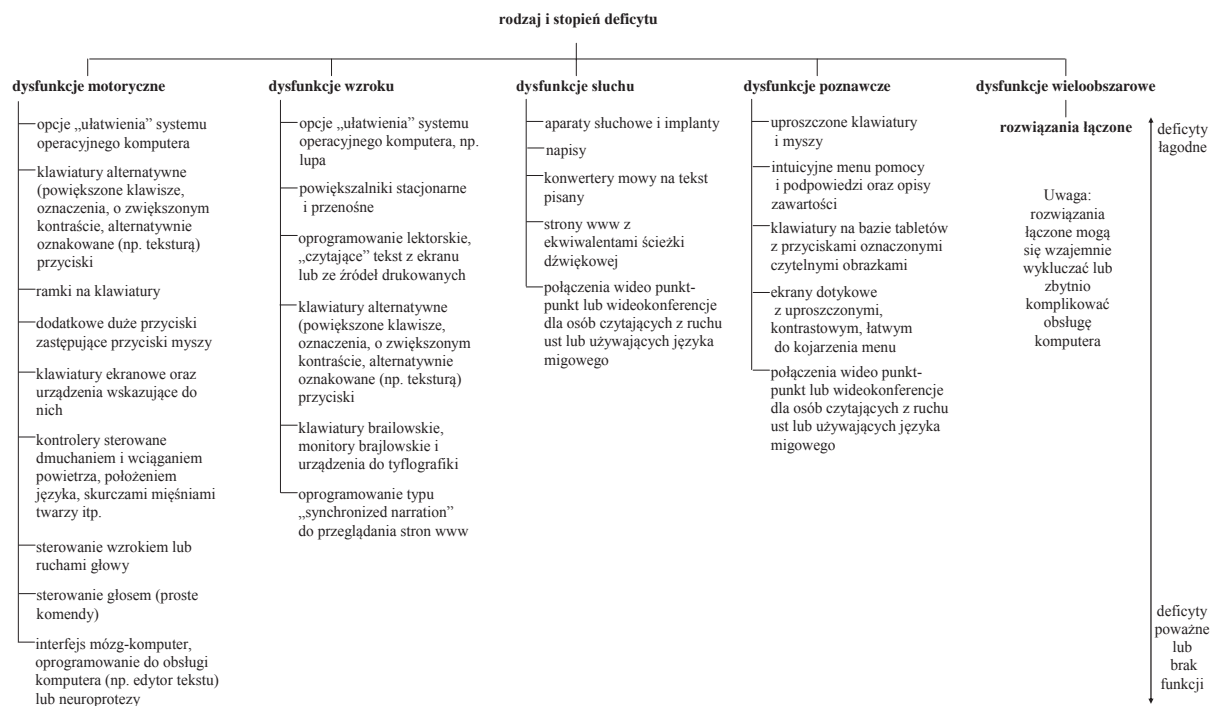 rodzaj i stopień deficytu
dysfunkcje motoryczne
opcje „ułatwienia” systemu
operacyjnego komputera
klawiatury alternatywne
(powiększone klawisze,
oznaczenia, o zwiększonym
kontraście, alternatywnie
oznakowane (np. teksturą)
przyciski
ramki na klawiatury
dodatkowe duże przyciski
zastępujące przyciski myszy
klawiatury ekranowe oraz
urządzenia wskazujące do
nich
kontrolery sterowane
dmuchaniem i wciąganiem
powietrza, położeniem
języka, skurczami mięśniami
twarzy itp.
sterowanie wzrokiem lub
ruchami głowy
sterowanie głosem (proste
komendy)
interfejs mózg-komputer,
oprogramowanie do obsługi
komputera (np. edytor tekstu)
lub neuroprotezy
dysfunkcje wzroku
opcje „ułatwienia” systemu
operacyjnego komputera, np.
lupa
powiększalniki stacjonarne
i przenośne
oprogramowanie lektorskie,
„czytające” tekst z ekranu
lub ze źródeł drukowanych
klawiatury alternatywne
(powiększone klawisze,
oznaczenia, o zwiększonym
kontraście, alternatywnie
oznakowane (np. teksturą)
przyciski
klawiatury brailowskie,
monitory brajlowskie i
urządzenia do tyflografiki
oprogramowanie typu
„synchronized narration”
do przeglądania stron www
dysfunkcje słuchu
aparaty słuchowe i implanty
napisy
konwertery mowy na tekst
pisany
strony www z
ekwiwalentami ścieżki
dźwiękowej
połączenia wideo punkt-
punkt lub wideokonferencje
dla osób czytających z ruchu
ust lub używających języka
migowego
dysfunkcje poznawcze
uproszczone klawiatury
i myszy
intuicyjne menu pomocy
i podpowiedzi oraz opisy
zawartości
klawiatury na bazie tabletów
z przyciskami oznaczonymi
czytelnymi obrazkami
ekrany dotykowe
z uproszczonymi,
kontrastowym, łatwym
do kojarzenia menu
połączenia wideo punkt-
punkt lub wideokonferencje
dla osób czytających z ruchu
ust lub używających języka
migowego
dysfunkcje wieloobszarowe
rozwiązania łączone
Uwaga:
rozwiązania
łączone mogą
się wzajemnie
wykluczać lub
zbytnio
komplikować
obsługę
komputera
deficyty
łagodne
deficyty
poważne
lub
brak
funkcji